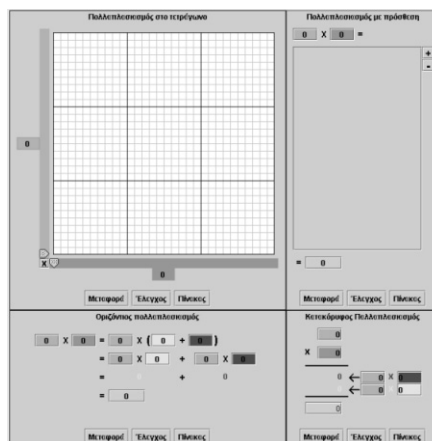 Πολλαπλασιασμός στο τετράγωνο
0
X
0
Μεταφορά Έλεγχος Πίνακας
Πολλαπλασιασμός με πρόσθεση
0 X 0 =
+
-
= 0
Μεταφορά Έλεγχος Πίνακας
Οριζόντιος πολλαπλασιασμός
0 X 0 = 0 X ( 0 + 0 )
= 0 X 0 + 0 X 0
= + 0
= 0
Μεταφορά Έλεγχος Πίνακας
Κατακόρυφος Πολλαπλασιασμός
0
X 0
0 ← 0 X 0
← 0 0
0
Μεταφορά Έλεγχος Πίνακας